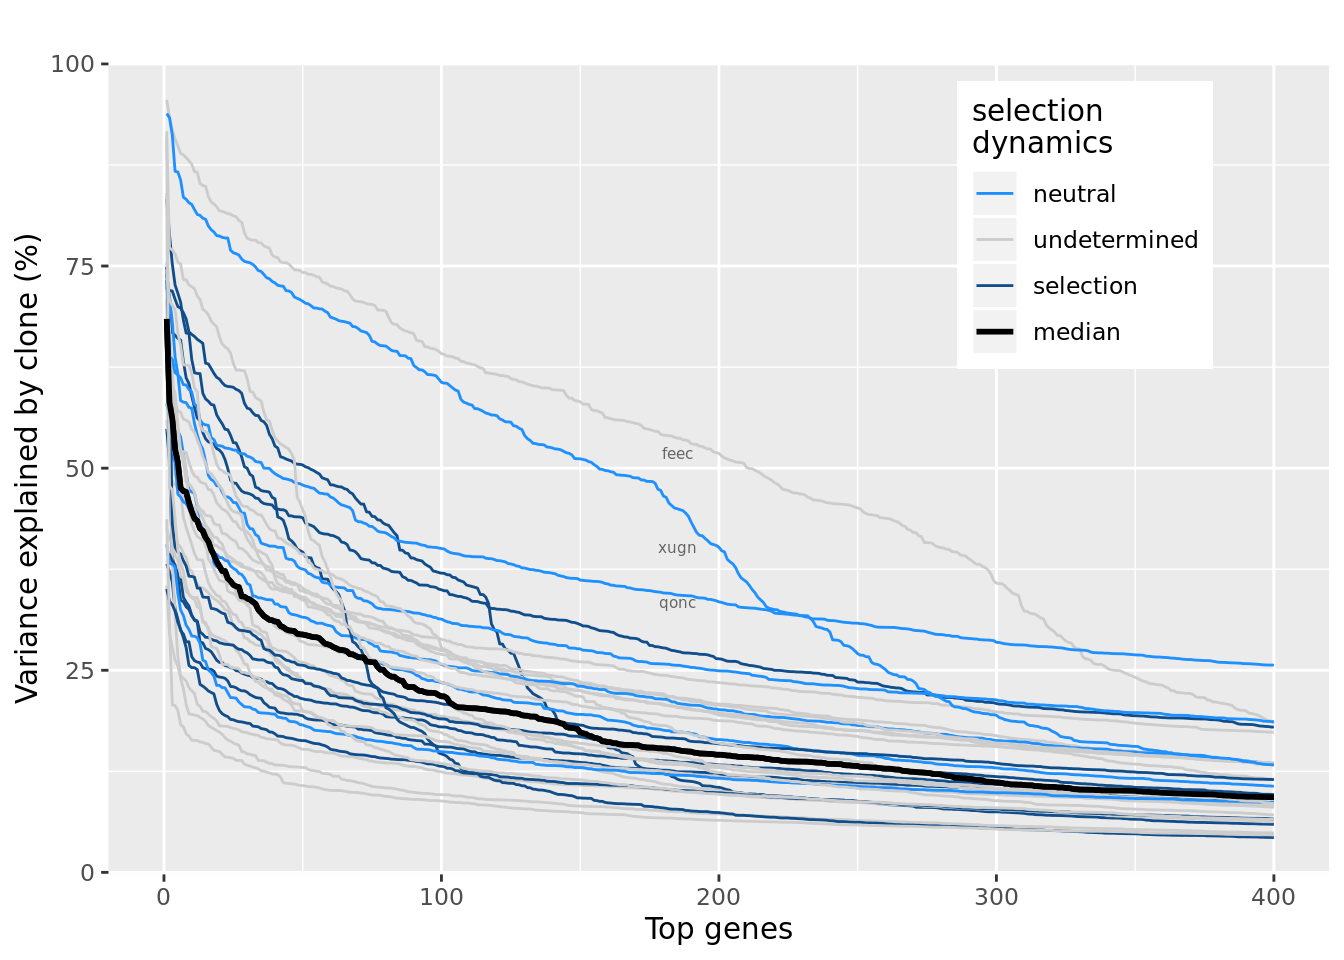 100
75
50
25
0
Variance explained by clone (%)
0
100
200
300
400
Top genes
selection
dynamics
neutral
undetermined
selection
median
feec
xugn
qonc